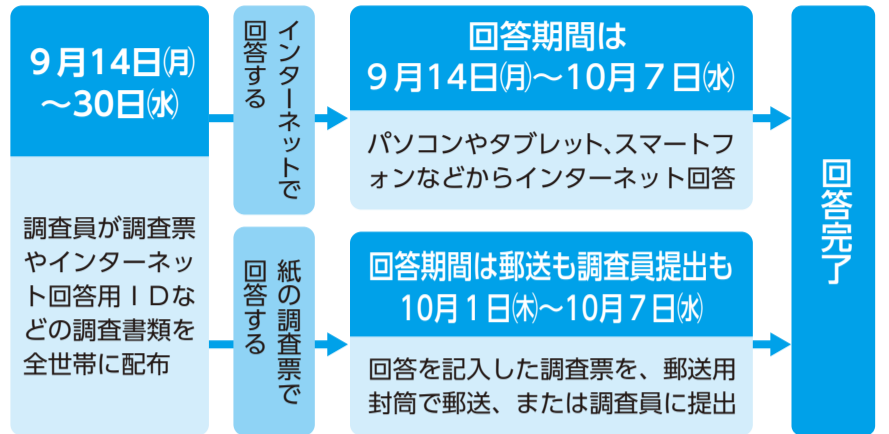 9月14日㈪
～30日㈬
調査員が調査票
やインターネッ
ト回答用ＩＤな
どの調査書類を
全世帯に配布
インターネットで
回答する
回答期間は
9月14日㈪～10月7日㈬
パソコンやタブレット、スマートフ
ォンなどからインターネット回答
紙の調査票で
回答する
回答期間は郵送も調査員提出も
10月1日㈭～10月7日㈬
回答を記入した調査票を、郵送用
封筒で郵送、または調査員に提出
回答完了